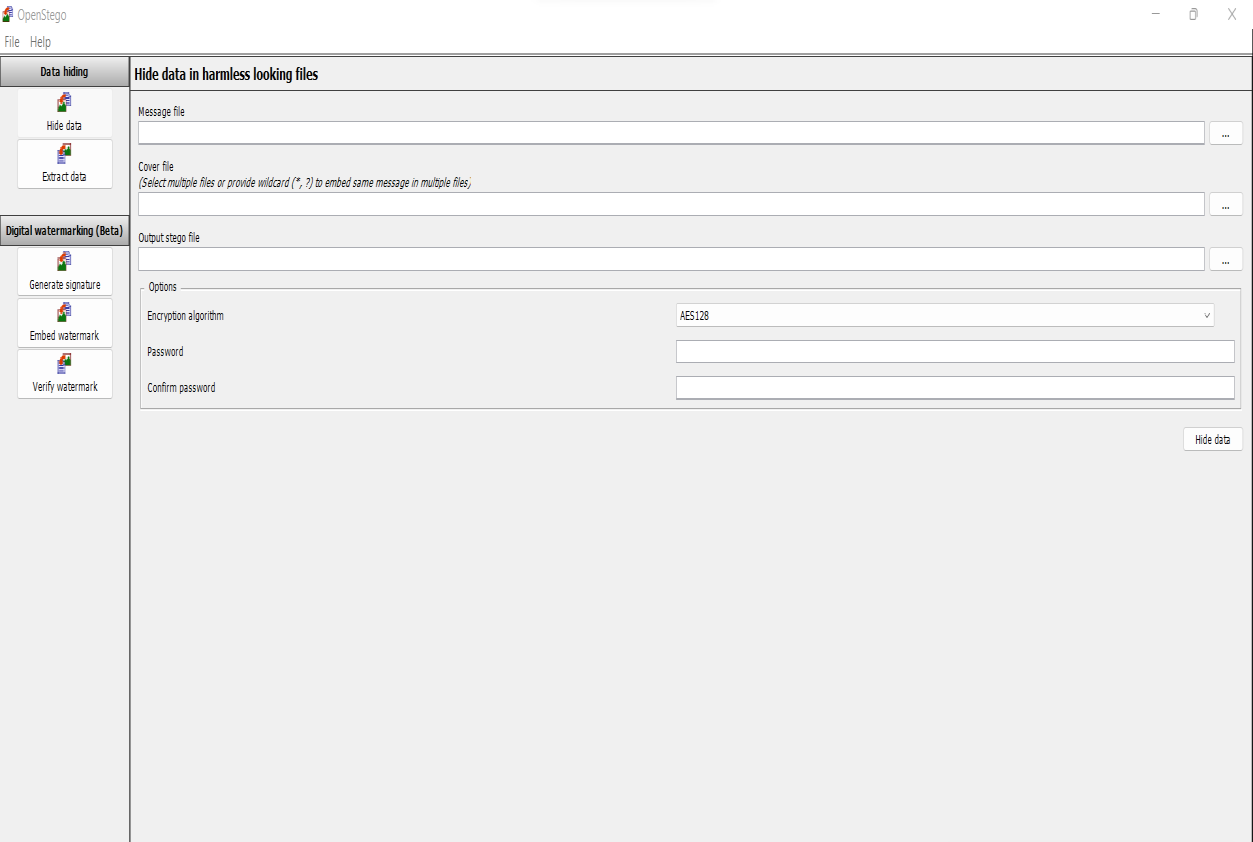 OpenStego
File Help
Data hiding
Hide data
Extract data
Digital watermarking (Beta)
Generate signature
Embed watermark
Verify watermark
Hide data in harmless looking files
Message file
...
Cover file
(Select multiple files or provide wildcard (*, ?) to embed same message in multiple files)
...
Output stego file
...
Options
Encryption algorithm AES128
Password
Confirm password
Hide data